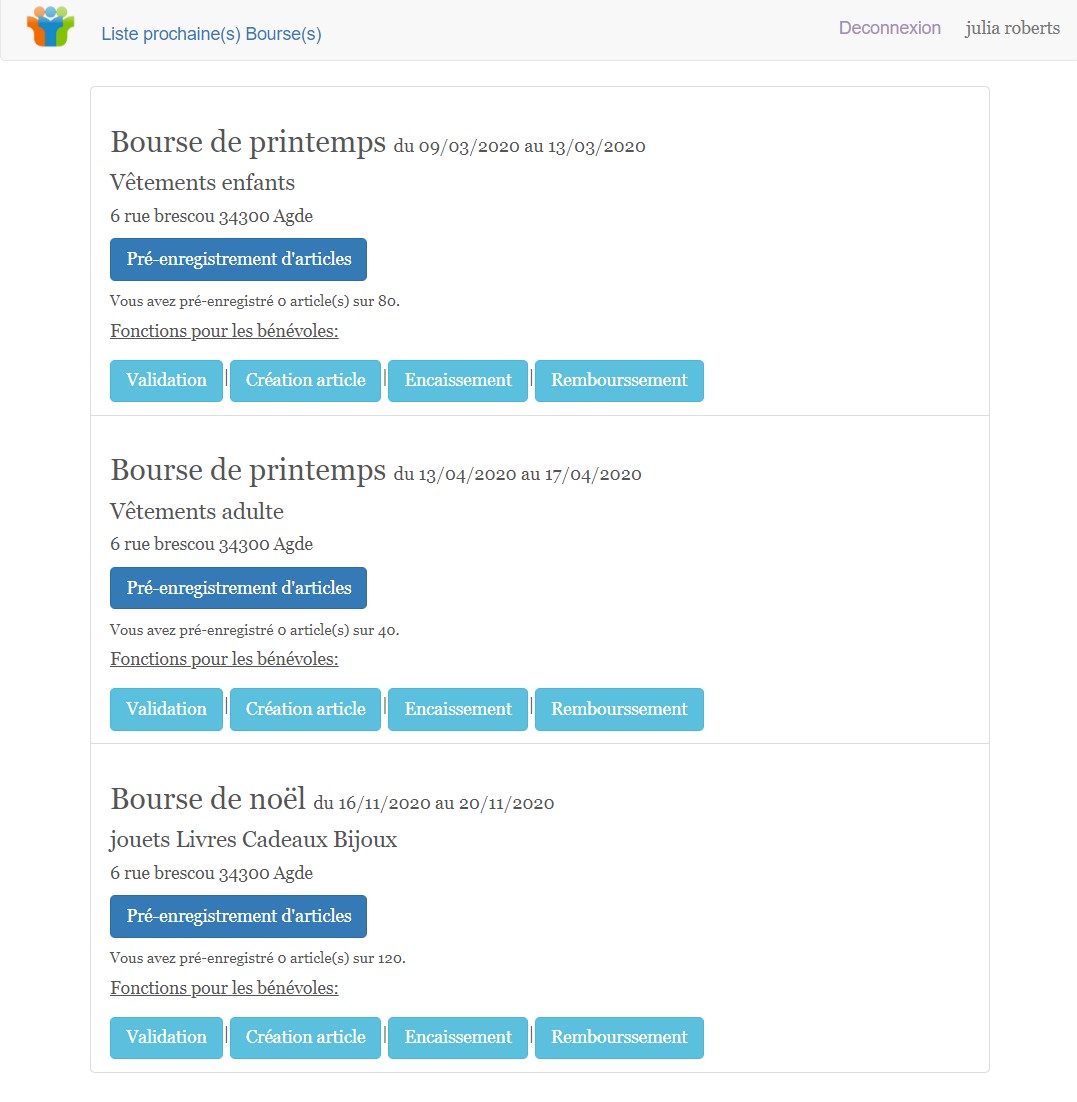 Liste prochaine(s) Bourse(s) Deconnexion julia roberts
Bourse de printemps du 09/03/2020 au 13/03/2020
Vêtements enfants
6 rue brescou 34300 Agde
Pré-enregistrement d'articles
Vous avez pré-enregistré 0 article(s) sur 80.
Fonctions pour les bénévoles:
Validation | Création article | Encaissement | Rembourssement
Bourse de printemps du 13/04/2020 au 17/04/2020
Vêtements adulte
6 rue brescou 34300 Agde
Pré-enregistrement d'articles
Vous avez pré-enregistré 0 article(s) sur 40.
Fonctions pour les bénévoles:
Validation | Création article | Encaissement | Rembourssement
Bourse de noël du 16/11/2020 au 20/11/2020
jouets Livres Cadeaux Bijoux
6 rue brescou 34300 Agde
Pré-enregistrement d'articles
Vous avez pré-enregistré 0 article(s) sur 120.
Fonctions pour les bénévoles:
Validation | Création article | Encaissement | Rembourssement